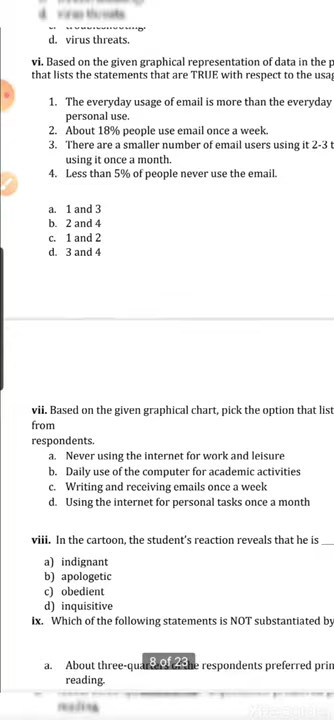 d. virus threats.
vi. Based on the given graphical representation of data in the p
that lists the statements that are TRUE with respect to the usag
1. The everyday usage of email is more than the everyday
personal use.
2. About 18% people use email once a week.
3. There are a smaller number of email users using it 2-3 t
using it once a month.
4. Less than 5% of people never use the email.
a. 1 and 3
b. 2 and 4
c. 1 and 2
d. 3 and 4
vii. Based on the given graphical chart, pick the option that list
from
respondents.
a. Never using the internet for work and leisure
b. Daily use of the computer for academic activities
c. Writing and receiving emails once a week
d. Using the internet for personal tasks once a month
viii. In the cartoon, the student's reaction reveals that he is __
a) indignant
b) apologetic
c) obedient
d) inquisitive
ix. Which of the following statements is NOT substantiated by
a. About three-quarters of the respondents preferred prin
8 of 23
reading.